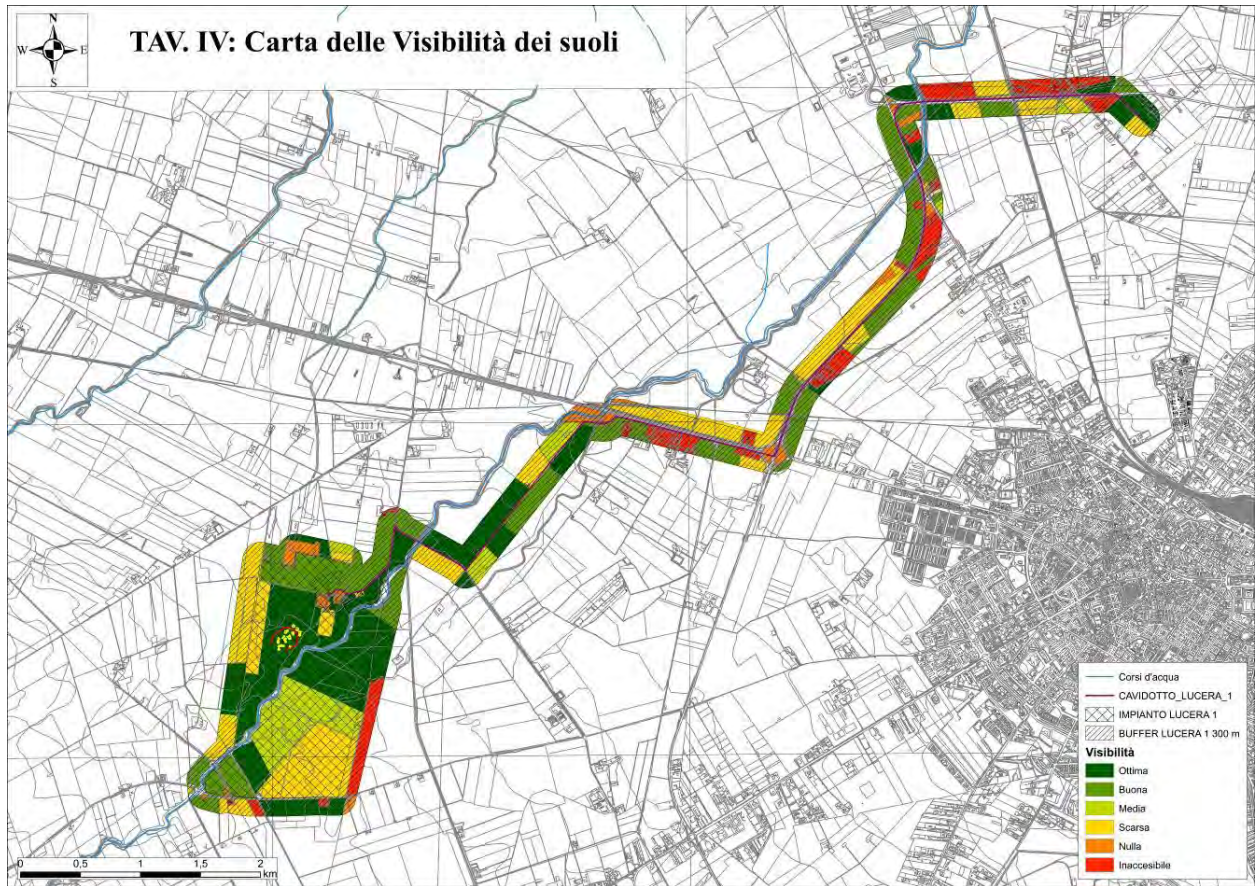 N
W E
S
TAV. IV: Carta delle Visibilità dei suoli
Corsi d'acqua
CAVIDOTTO_LUCERA_1
IMPIANTO LUCERA 1
BUFFER LUCERA 1 300 m
Visibilità
Ottima
Buona
Media
Scarsa
Nulla
Inaccesibile
0 0,5 1 1,5 2
km